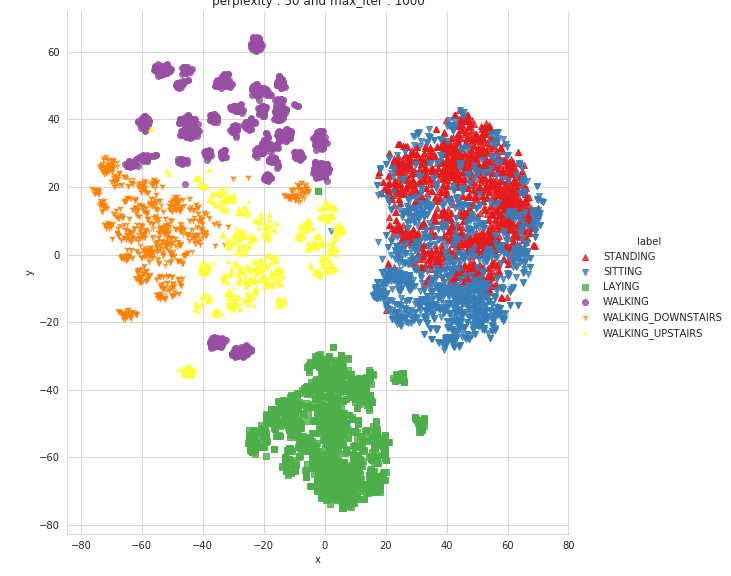 perplexity : 50 and max_iter : 1000
60
40
20
0
−20
−40
−60
−80
y
−80 −60 −40 −20 0 20 40 60 80
x
label
STANDING
SITTING
LAYING
WALKING
WALKING_DOWNSTAIRS
WALKING_UPSTAIRS